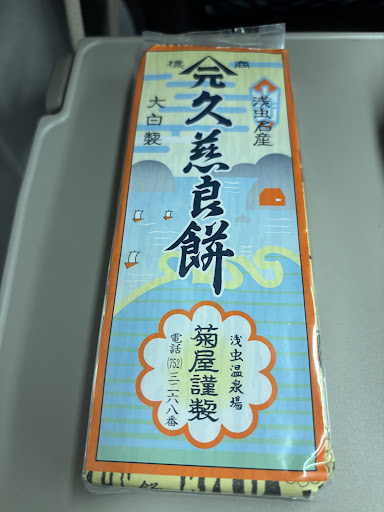 商標
元
久慈良餅
浅虫名産
大白製
浅虫温泉場
菊屋謹製
電話(752)三二六八番